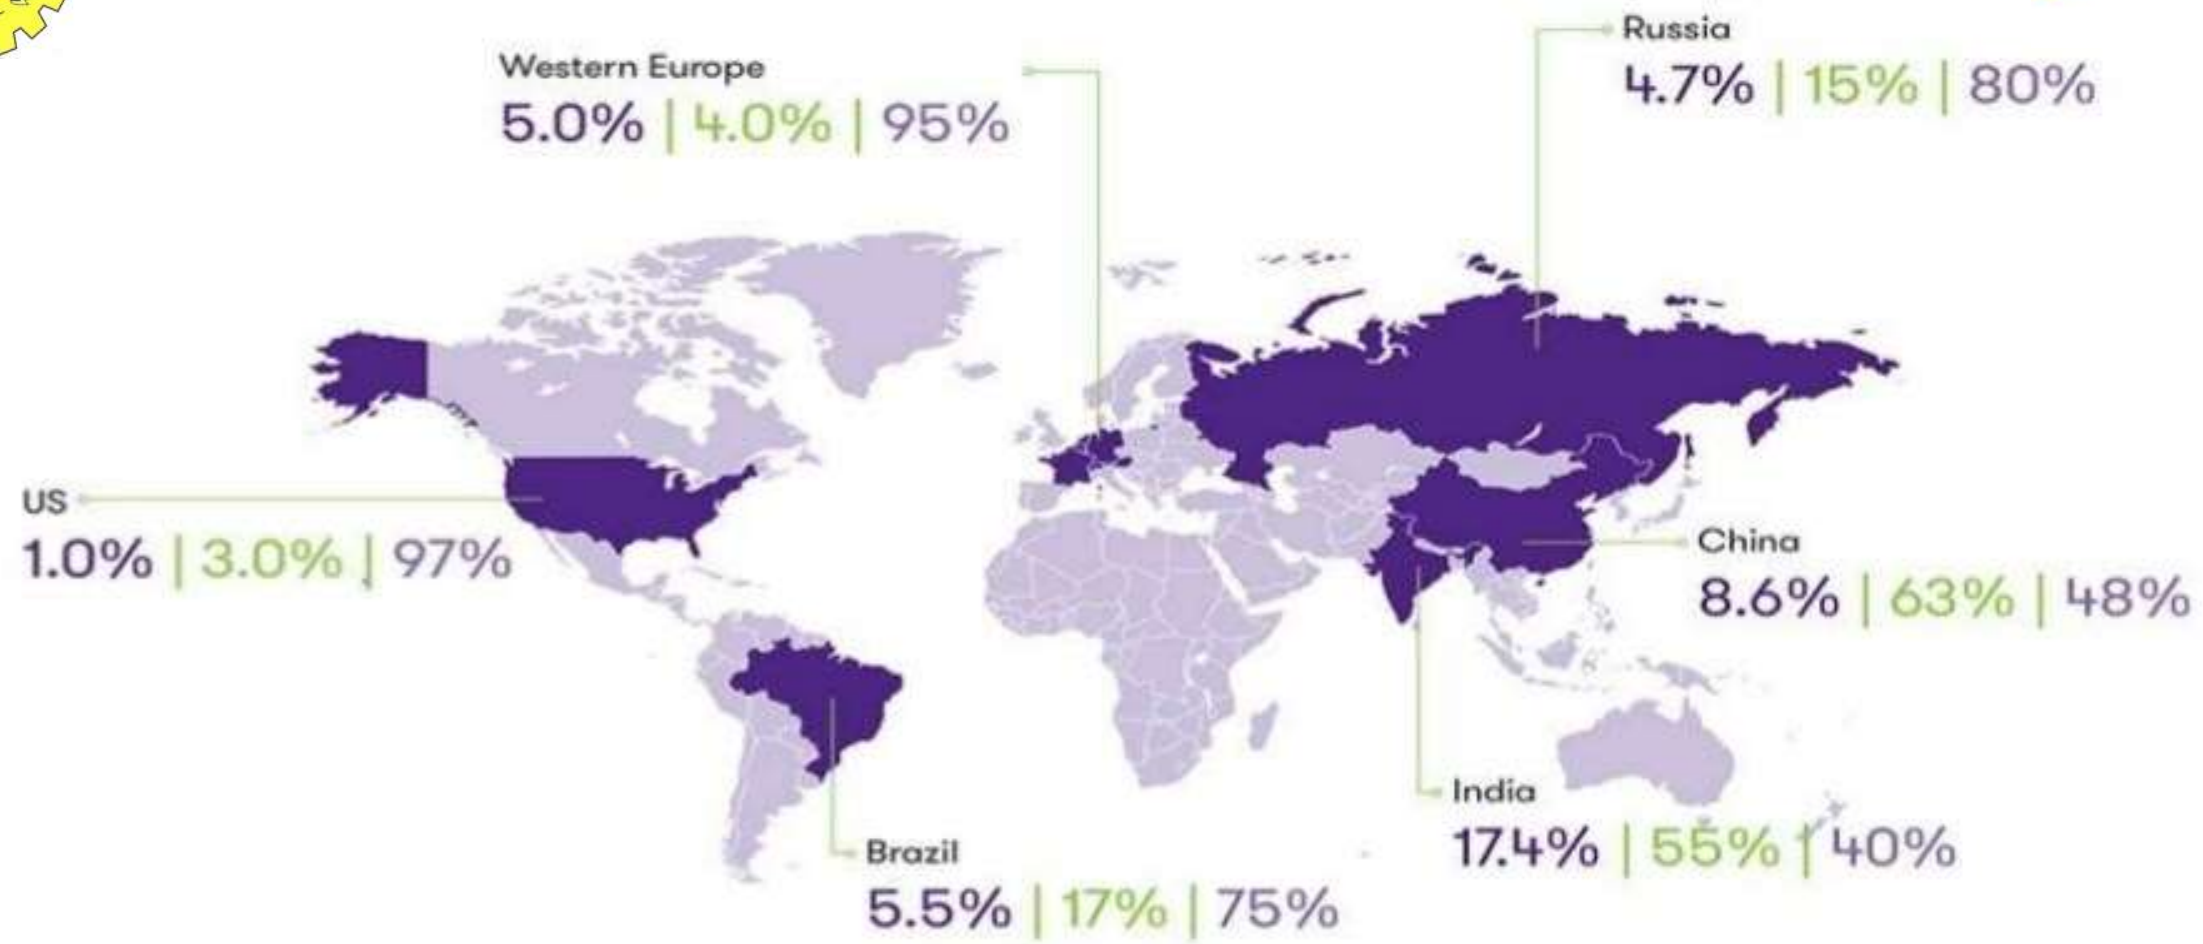 Russia
4.7% | 15% | 80%
Western Europe
5.0% | 4.0% | 95%
US
1.0% | 3.0% | 97%
China
8.6% | 63% | 48%
India
17.4% | 55% | 40%
Brazil
5.5% | 17% | 75%